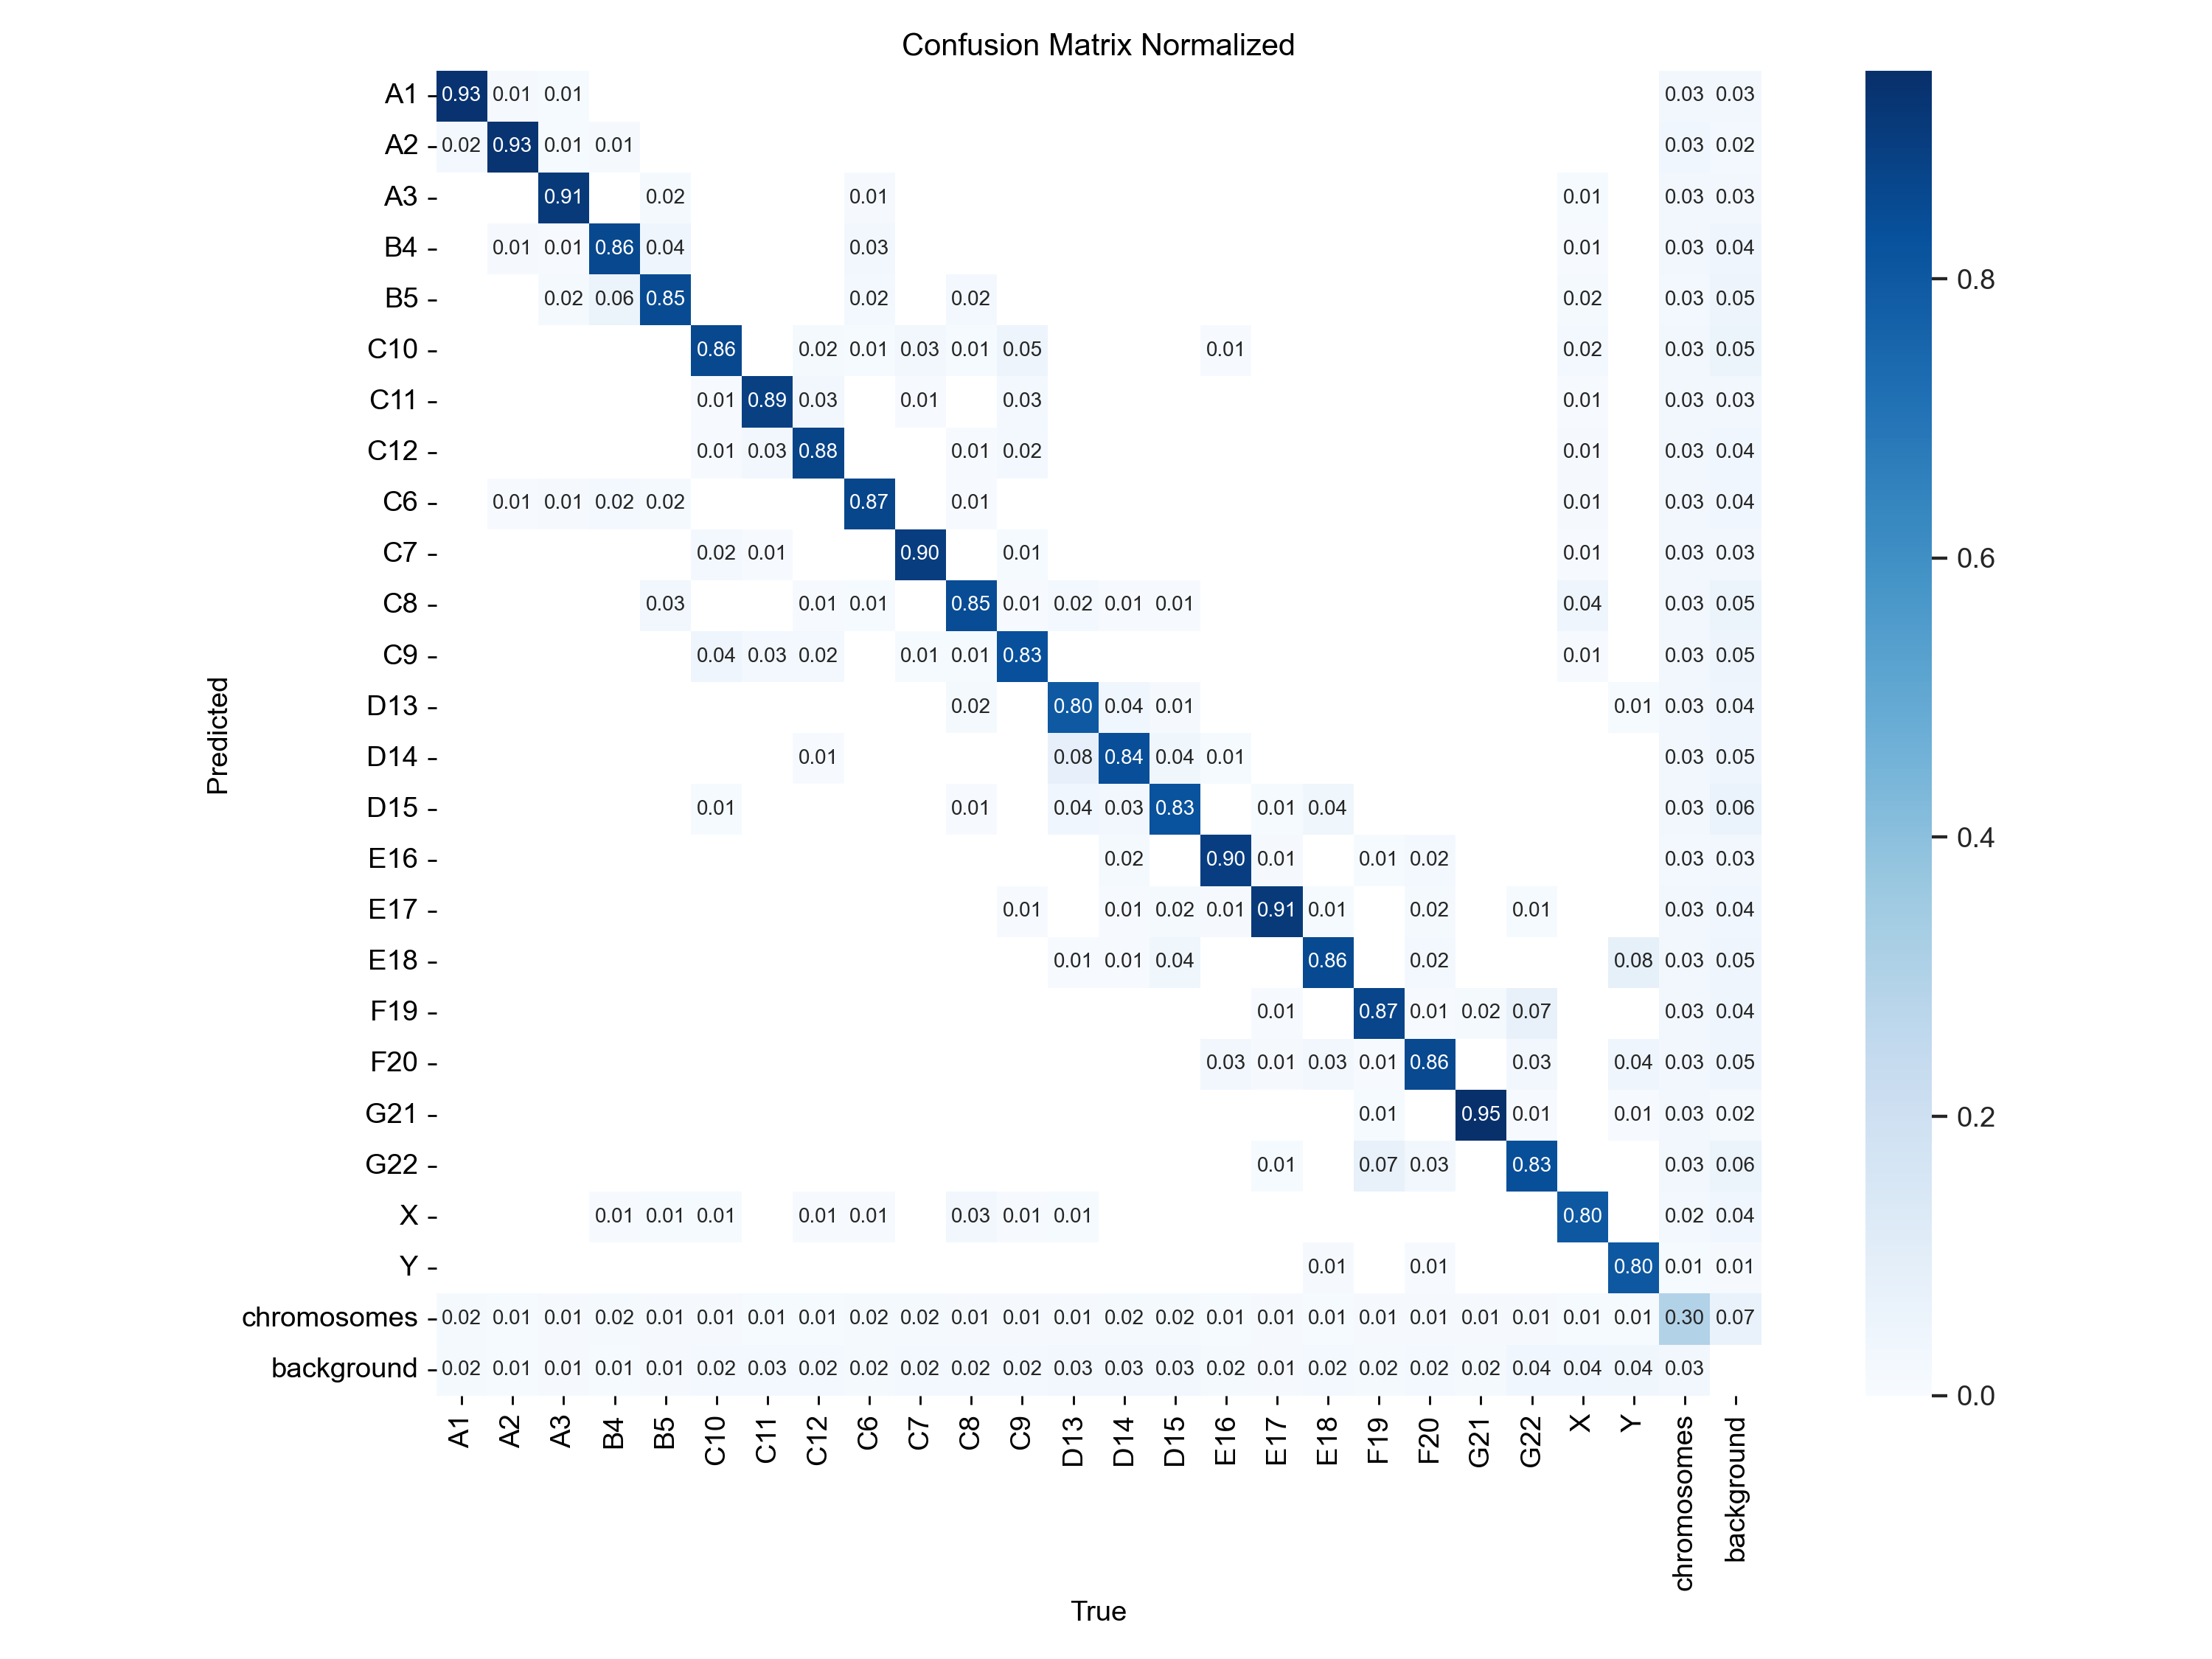 Confusion Matrix Normalized
A1 0.93 0.01 0.01 0.03 0.03
A2 0.02 0.93 0.01 0.01 0.03 0.02
A3 0.91 0.02 0.01 0.01 0.03 0.03
B4 0.01 0.01 0.86 0.04 0.03 0.01 0.03 0.04
B5 0.02 0.06 0.85 0.02 0.02 0.02 0.03 0.05
C10 0.86 0.02 0.01 0.03 0.01 0.05 0.01 0.02 0.03 0.05
C11 0.01 0.89 0.03 0.01 0.03 0.01 0.03 0.03
C12 0.01 0.03 0.88 0.01 0.02 0.01 0.03 0.04
C6 0.01 0.01 0.02 0.02 0.87 0.01 0.01 0.03 0.04
C7 0.02 0.01 0.90 0.01 0.01 0.03 0.03
C8 0.03 0.01 0.01 0.85 0.01 0.02 0.01 0.01 0.04 0.03 0.05
C9 0.04 0.03 0.02 0.01 0.01 0.83 0.01 0.03 0.05
D13 0.02 0.80 0.04 0.01 0.01 0.03 0.04
D14 0.01 0.08 0.84 0.04 0.01 0.03 0.05
D15 0.01 0.01 0.04 0.03 0.83 0.01 0.04 0.03 0.06
E16 0.02 0.90 0.01 0.01 0.02 0.03 0.03
E17 0.01 0.01 0.02 0.01 0.91 0.01 0.02 0.01 0.03 0.04
E18 0.01 0.01 0.04 0.86 0.02 0.08 0.03 0.05
F19 0.01 0.87 0.01 0.02 0.07 0.03 0.04
F20 0.03 0.01 0.03 0.01 0.86 0.03 0.04 0.03 0.05
G21 0.01 0.95 0.01 0.01 0.03 0.02
G22 0.01 0.07 0.03 0.83 0.03 0.06
X 0.01 0.01 0.01 0.01 0.01 0.03 0.01 0.01 0.80 0.02 0.04
Y 0.01 0.01 0.80 0.01 0.01
chromosomes 0.02 0.01 0.01 0.02 0.01 0.01 0.01 0.01 0.02 0.02 0.01 0.01 0.01 0.02 0.02 0.01 0.01 0.01 0.01 0.01 0.01 0.01 0.01 0.01 0.30 0.07
background 0.02 0.01 0.01 0.01 0.01 0.02 0.03 0.02 0.02 0.02 0.02 0.02 0.03 0.03 0.03 0.02 0.01 0.02 0.02 0.02 0.02 0.04 0.04 0.04 0.03
A1 A2 A3 B4 B5 C10 C11 C12 C6 C7 C8 C9 D13 D14 D15 E16 E17 E18 F19 F20 G21 G22 X Y chromosomes background
Predicted
True
0.8
0.6
0.4
0.2
0.0